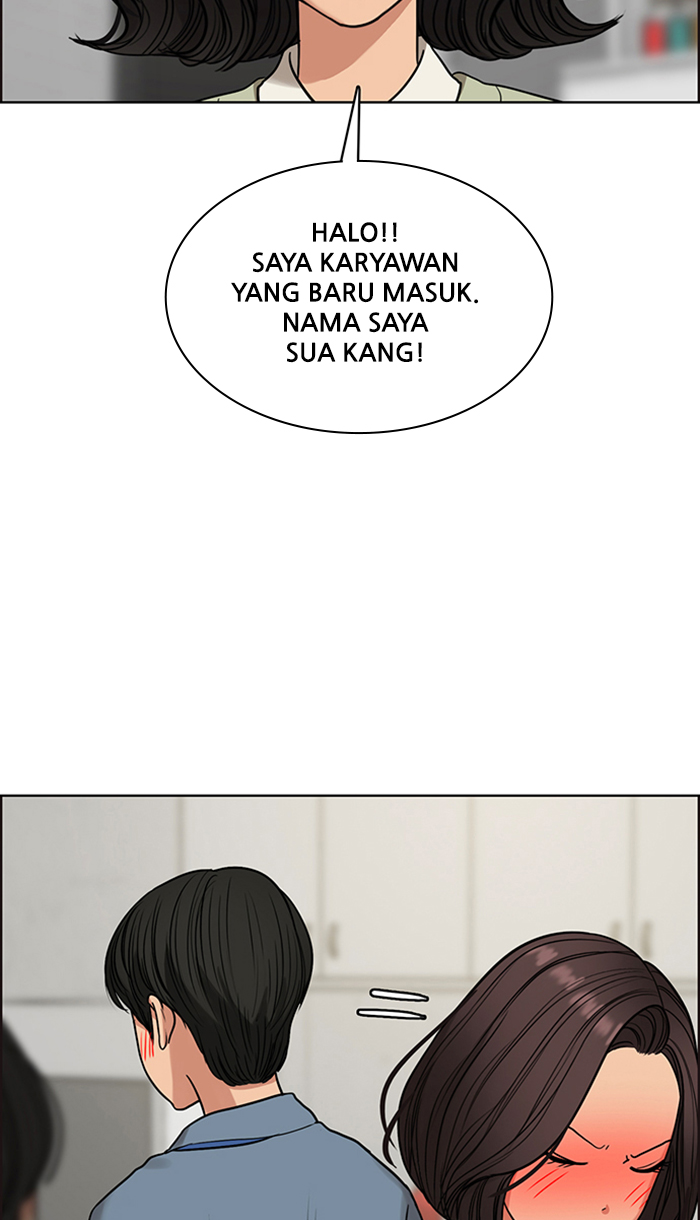 HALO!!
SAYA KARYAWAN
YANG BARU MASUK.
NAMA SAYA
SUA KANG!